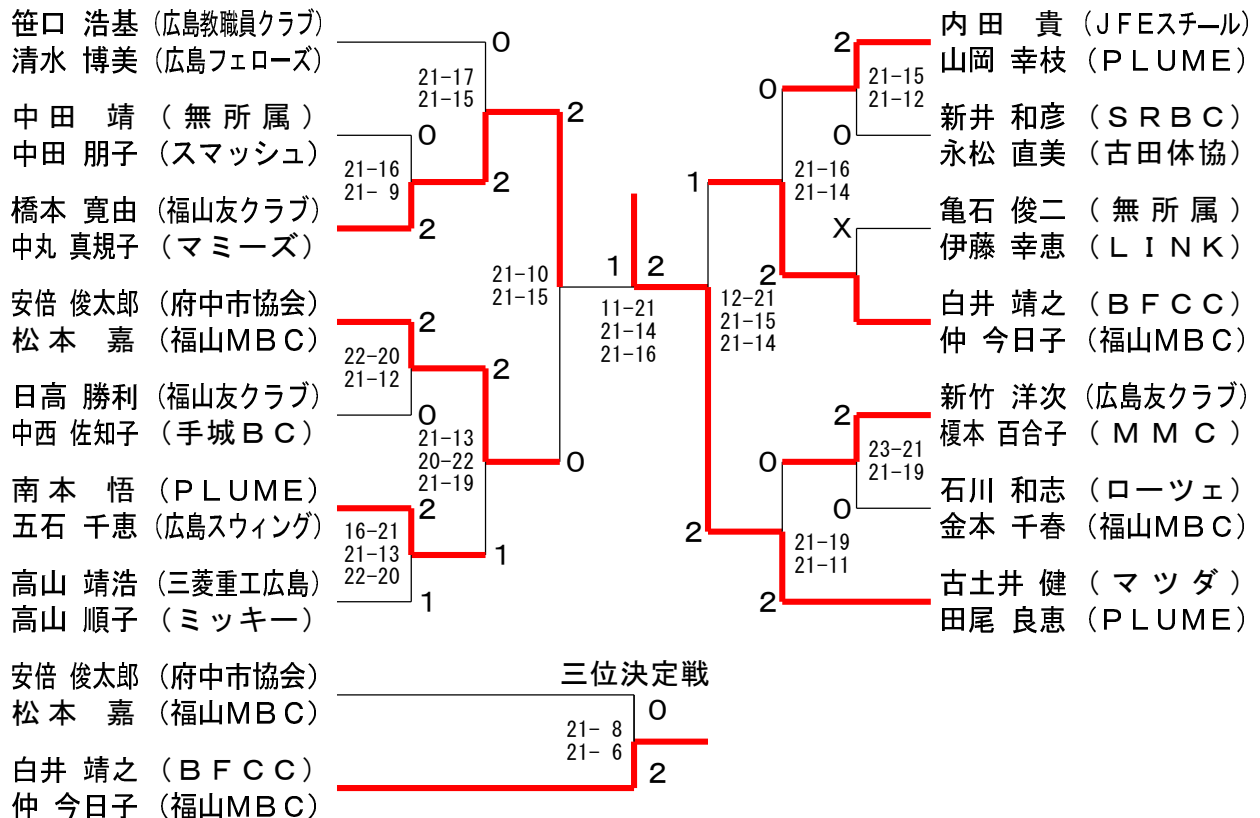 笹口 浩基 (広島教職員クラブ)
清水 博美 (広島フェローズ)
0
21-17
21-15
中田 靖 (無所属)
中田 朋子 (スマッシュ)
0
21-16
21- 9
2
2
橋本 寛由 (福山友クラブ)
中丸 真規子 (マミーズ)
2
21-10
21-15
安倍 俊太郎 (府中市協会)
松本 嘉 (福山MBC)
2
22-20
21-12
2
日高 勝利 (福山友クラブ)
中西 佐知子 (手城BC)
0
21-13
20-22
21-19
0
南本 悟 (PLUME)
五石 千恵 (広島スウィング)
2
16-21
21-13
22-20
1
高山 靖浩 (三菱重工広島)
高山 順子 (ミッキー)
1
1 2
11-21
21-14
21-16
内田 貴 (JFEスチール)
山岡 幸枝 (PLUME)
2
21-15
21-12
0
新井 和彦 (SRBC)
永松 直美 (古田体協)
0
21-16
21-14
1
亀石 俊二 (無所属)
伊藤 幸恵 (LINK)
X
2
白井 靖之 (BFCC)
仲 今日子 (福山MBC)
12-21
21-15
21-14
新竹 洋次 (広島友クラブ)
榎本 百合子 (MMC)
2
23-21
21-19
0
石川 和志 (ローツェ)
金本 千春 (福山MBC)
0
21-19
21-11
2
古土井 健 (マツダ)
田尾 良恵 (PLUME)
2
三位決定戦
安倍 俊太郎 (府中市協会)
松本 嘉 (福山MBC)
0
21- 8
21- 6
2
白井 靖之 (BFCC)
仲 今日子 (福山MBC)